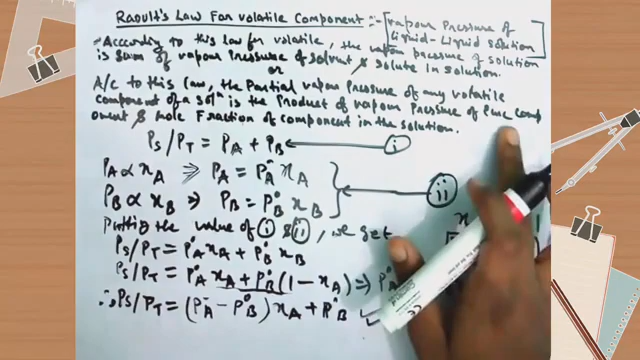 Raoult's Law For Volatile Component :- [vapour Pressure of
liquid-liquid solution]
According to this law for volatile, the vapour pressure of solution
is sum of vapour Pressure of solvent & solute in solution.
or
A/C to this law, the Partial vapour Pressure of any volatile
component of a solⁿ is the Product of vapour Pressure of Pure comp
onent & mole Fraction of component in the solution.
Ps/PT = PA + PB ← (i)
PA ∝ xA ⇒ PA = P°A xA
PB ∝ xB ⇒ PB = P°B xB ← (ii)
Putting the value of (i) & (ii), we get
Ps/PT = P°A xA + P°B xB
Ps/PT = P°A xA + P°B (1 - xA) ⇒ P°A
∴ Ps/PT = (P°A - P°B) xA + P°B